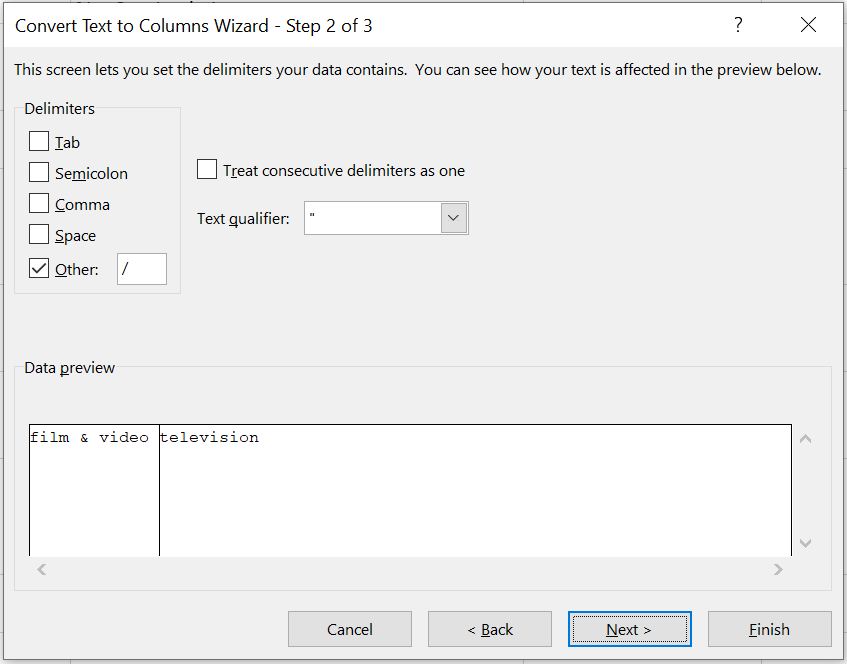 Convert Text to Columns Wizard - Step 2 of 3 ?
This screen lets you set the delimiters your data contains. You can see how your text is affected in the preview below.
Delimiters
Tab
Semicolon
Comma
Space
Other: /
Treat consecutive delimiters as one
Text qualifier: "
Data preview
film & video television
Cancel < Back Next > Finish